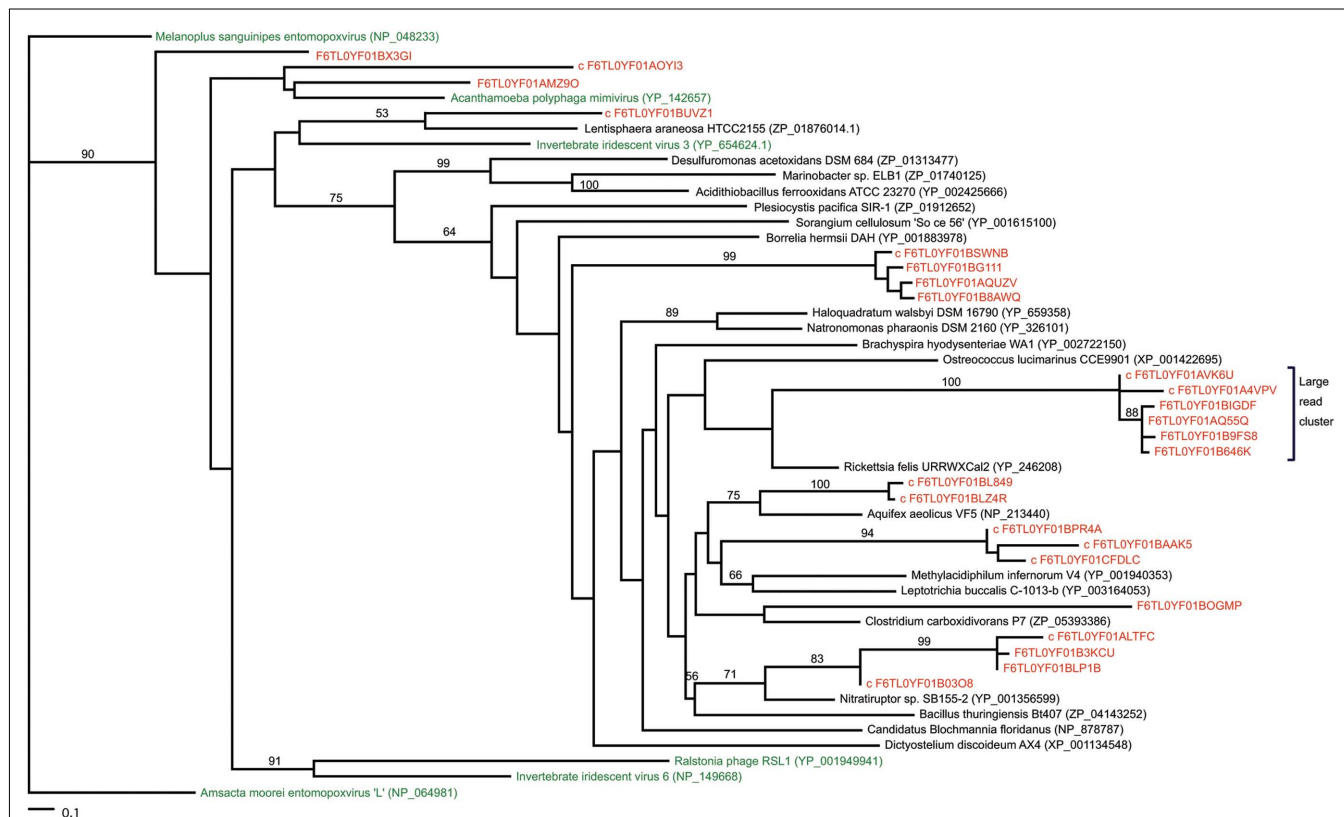 Melanoplus sanguinipes entomopoxvirus (NP_048233)
F6TL0YF01BX3GI
c F6TL0YF01AOYI3
F6TL0YF01AMZ9O
Acanthamoeba polyphaga mimivirus (YP_142657)
53
c F6TL0YF01BUVZ1
Lentisphaera araneosa HTCC2155 (ZP_01876014.1)
Invertebrate iridescent virus 3 (YP_654624.1)
90
99
Desulfuromonas acetoxidans DSM 684 (ZP_01313477)
Marinobacter sp. ELB1 (ZP_01740125)
100
Acidithiobacillus ferrooxidans ATCC 23270 (YP_002425666)
75
Plesiocystis pacifica SIR-1 (ZP_01912652)
Sorangium cellulosum 'So ce 56' (YP_001615100)
64
Borrelia hermsii DAH (YP_001883978)
99
c F6TL0YF01BSWNB
F6TL0YF01BG111
F6TL0YF01AQUZV
F6TL0YF01B8AWQ
89
Haloquadratum walsbyi DSM 16790 (YP_659358)
Natronomonas pharaonis DSM 2160 (YP_326101)
Brachyspira hyodysenteriae WA1 (YP_002722150)
Ostreococcus lucimarinus CCE9901 (XP_001422695)
c F6TL0YF01AVK6U
100
c F6TL0YF01A4VPV
F6TL0YF01BIGDF
88
F6TL0YF01AQ55Q
F6TL0YF01B9FS8
F6TL0YF01B646K
Large
read
cluster
Rickettsia felis URRWXCal2 (YP_246208)
100
c F6TL0YF01BL849
75
c F6TL0YF01BLZ4R
Aquifex aeolicus VF5 (NP_213440)
c F6TL0YF01BPR4A
94
c F6TL0YF01BAAK5
c F6TL0YF01CFDLC
66
Methylacidiphilum infernorum V4 (YP_001940353)
Leptotrichia buccalis C-1013-b (YP_003164053)
F6TL0YF01BOGMP
Clostridium carboxidivorans P7 (ZP_05393386)
c F6TL0YF01ALTFC
99
F6TL0YF01B3KCU
83
F6TL0YF01BLP1B
56
71
c F6TL0YF01B03O8
Nitratiruptor sp. SB155-2 (YP_001356599)
Bacillus thuringiensis Bt407 (ZP_04143252)
Candidatus Blochmannia floridanus (NP_878787)
Dictyostelium discoideum AX4 (XP_001134548)
91
Ralstonia phage RSL1 (YP_001949941)
Invertebrate iridescent virus 6 (NP_149668)
Amsacta moorei entomopoxvirus 'L' (NP_064981)
0.1